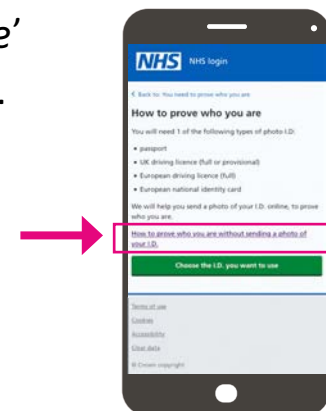 e'
.
NHS NHS login
Back to: You need to prove who you are
How to prove who you are
You will need 1 of the following types of photo I.D:
• passport
• UK driving licence (full or provisional)
• European driving licence (full)
• European national identity card
We will help you send a photo of your I.D. online, to prove
who you are.
How to prove who you are without sending a photo of
your I.D.
Choose the I.D. you want to use
Terms of use
Cookies
Accessibility
Clear data
© Crown copyright